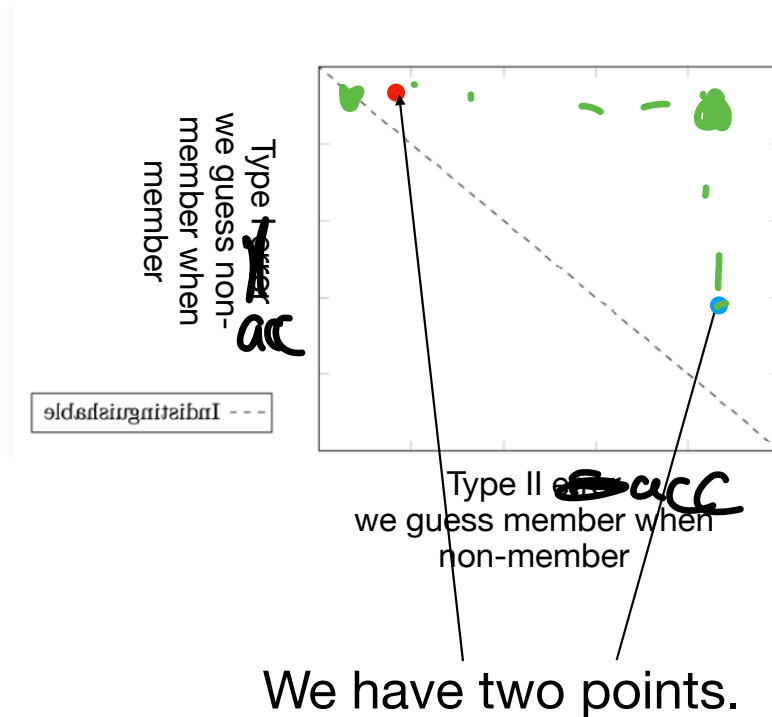 Type I error
we guess non-
member when
member
acc
Indistinguishable
Type II acc
we guess member when
non-member
We have two points.